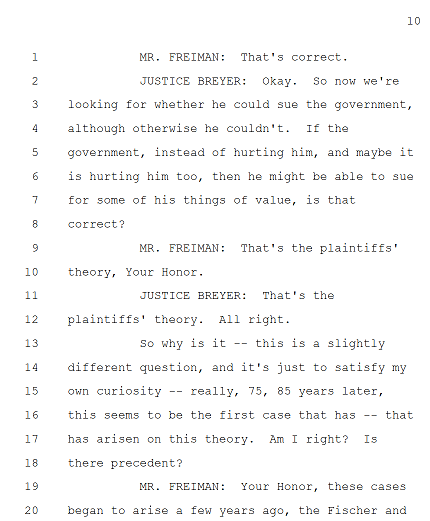 10
1 MR. FREIMAN: That's correct.
2 JUSTICE BREYER: Okay. So now we're
3 looking for whether he could sue the government,
4 although otherwise he couldn't. If the
5 government, instead of hurting him, and maybe it
6 is hurting him too, then he might be able to sue
7 for some of his things of value, is that
8 correct?
9 MR. FREIMAN: That's the plaintiffs'
10 theory, Your Honor.
11 JUSTICE BREYER: That's the
12 plaintiffs' theory. All right.
13 So why is it -- this is a slightly
14 different question, and it's just to satisfy my
15 own curiosity -- really, 75, 85 years later,
16 this seems to be the first case that has -- that
17 has arisen on this theory. Am I right? Is
18 there precedent?
19 MR. FREIMAN: Your Honor, these cases
20 began to arise a few years ago, the Fischer and